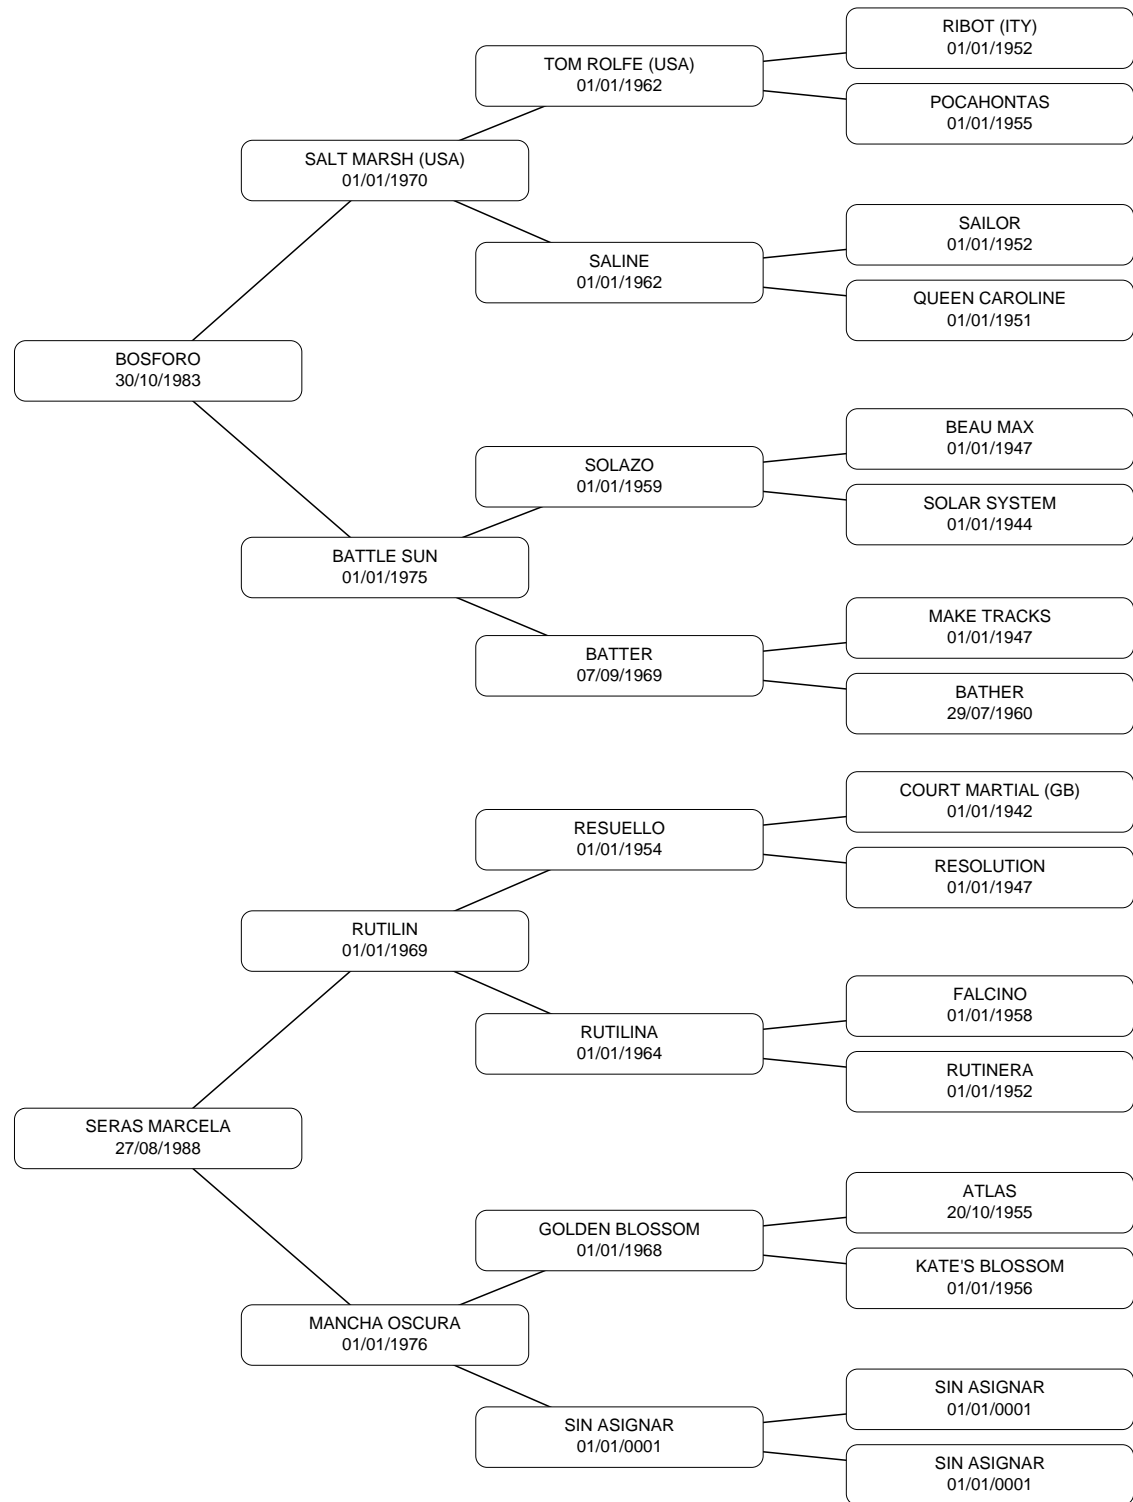 RIBOT (ITY)
01/01/1952
TOM ROLFE (USA)
01/01/1962
POCAHONTAS
01/01/1955
SALT MARSH (USA)
01/01/1970
SAILOR
01/01/1952
SALINE
01/01/1962
QUEEN CAROLINE
01/01/1951
BOSFORO
30/10/1983
BEAU MAX
01/01/1947
SOLAZO
01/01/1959
SOLAR SYSTEM
01/01/1944
BATTLE SUN
01/01/1975
MAKE TRACKS
01/01/1947
BATTER
07/09/1969
BATHER
29/07/1960
COURT MARTIAL (GB)
01/01/1942
RESUELLO
01/01/1954
RESOLUTION
01/01/1947
RUTILIN
01/01/1969
FALCINO
01/01/1958
RUTILINA
01/01/1964
RUTINERA
01/01/1952
SERAS MARCELA
27/08/1988
ATLAS
20/10/1955
GOLDEN BLOSSOM
01/01/1968
KATE'S BLOSSOM
01/01/1956
MANCHA OSCURA
01/01/1976
SIN ASIGNAR
01/01/0001
SIN ASIGNAR
01/01/0001
SIN ASIGNAR
01/01/0001